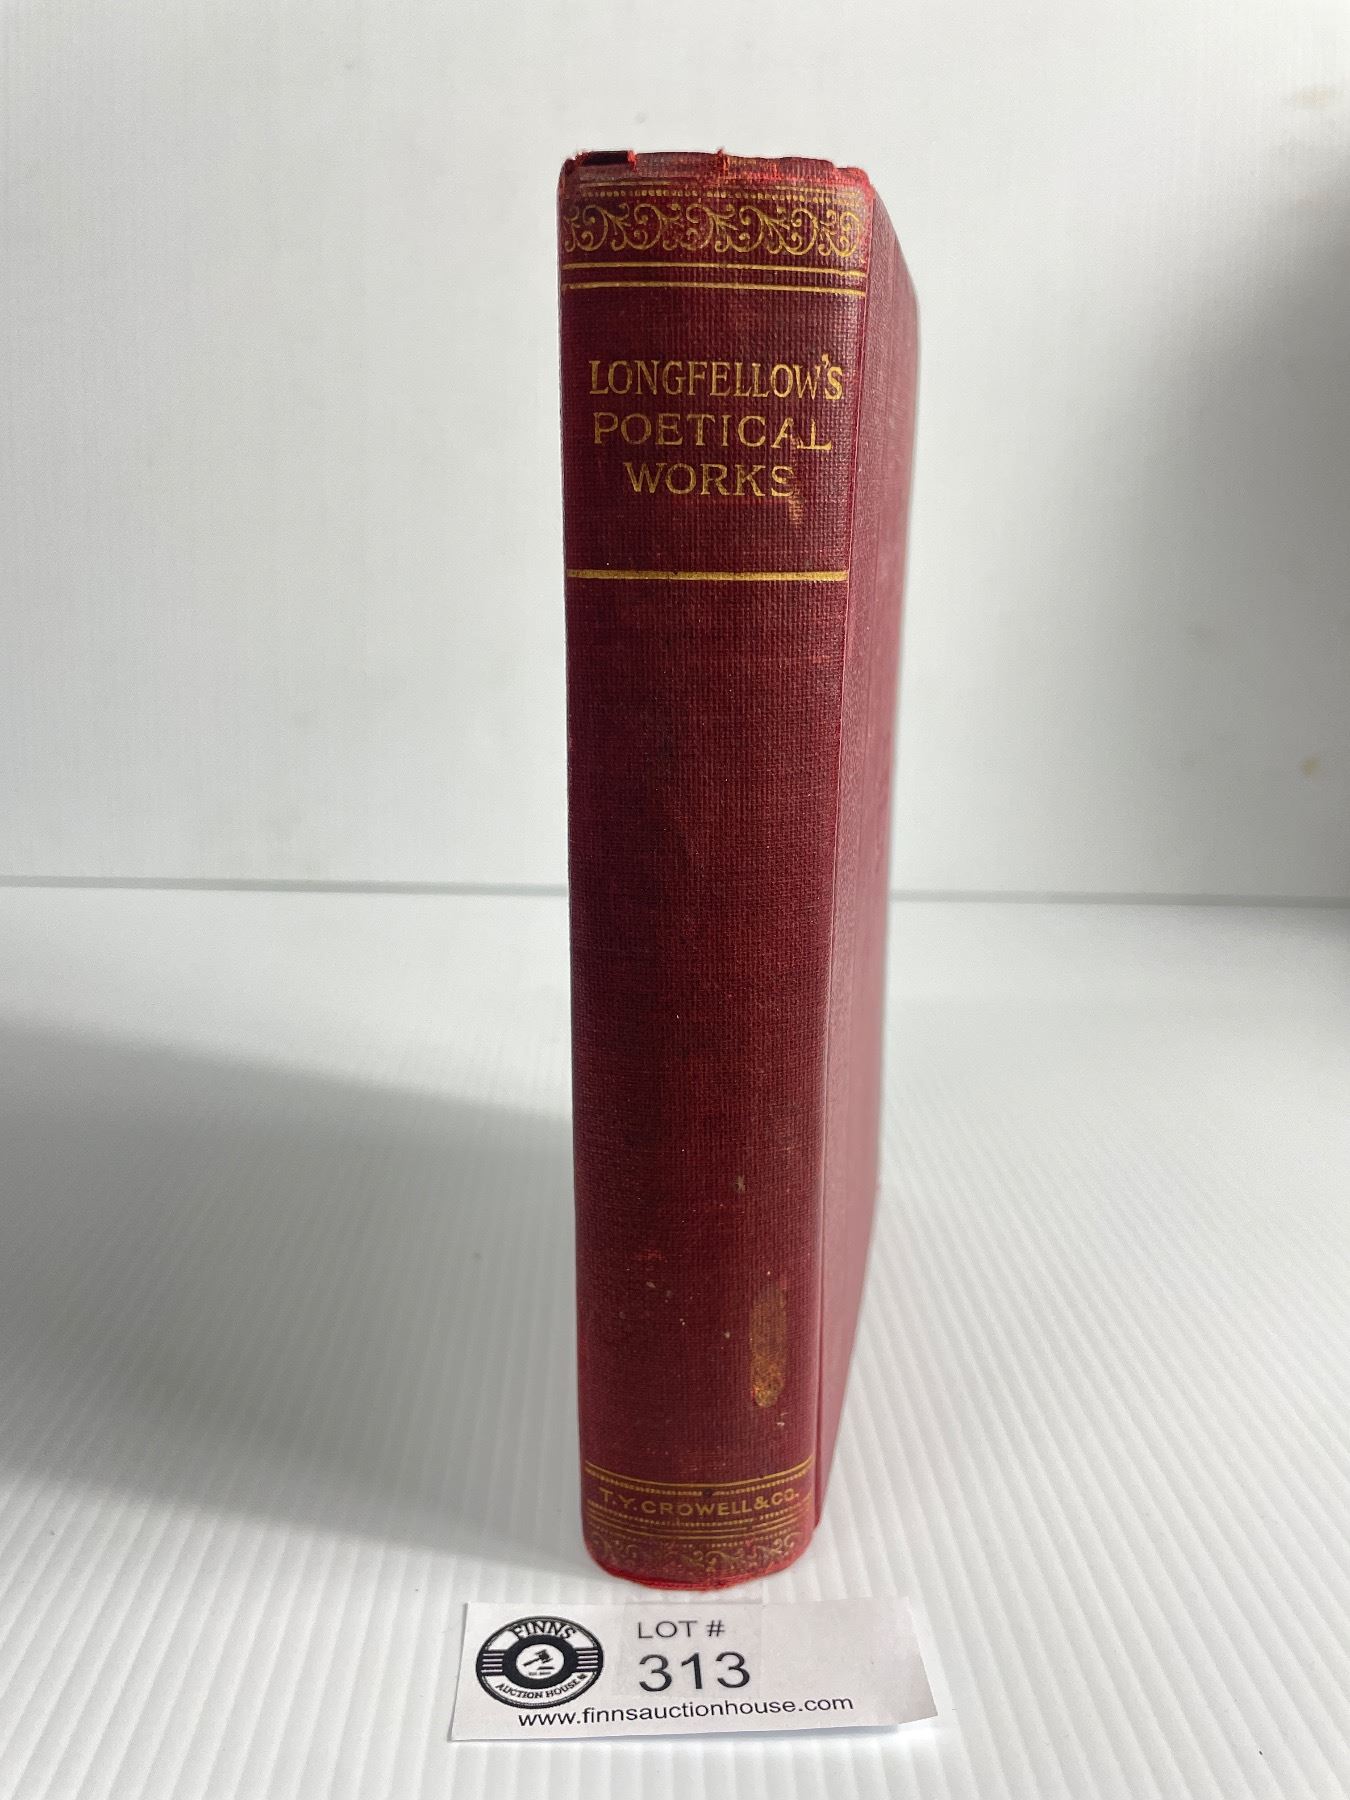 LONGFELLOW'S
POETICAL
WORKS
T.Y. CROWELL & CO.
FINNS
AUCTION HOUSE
LOT #
313
www.finnsauctionhouse.com